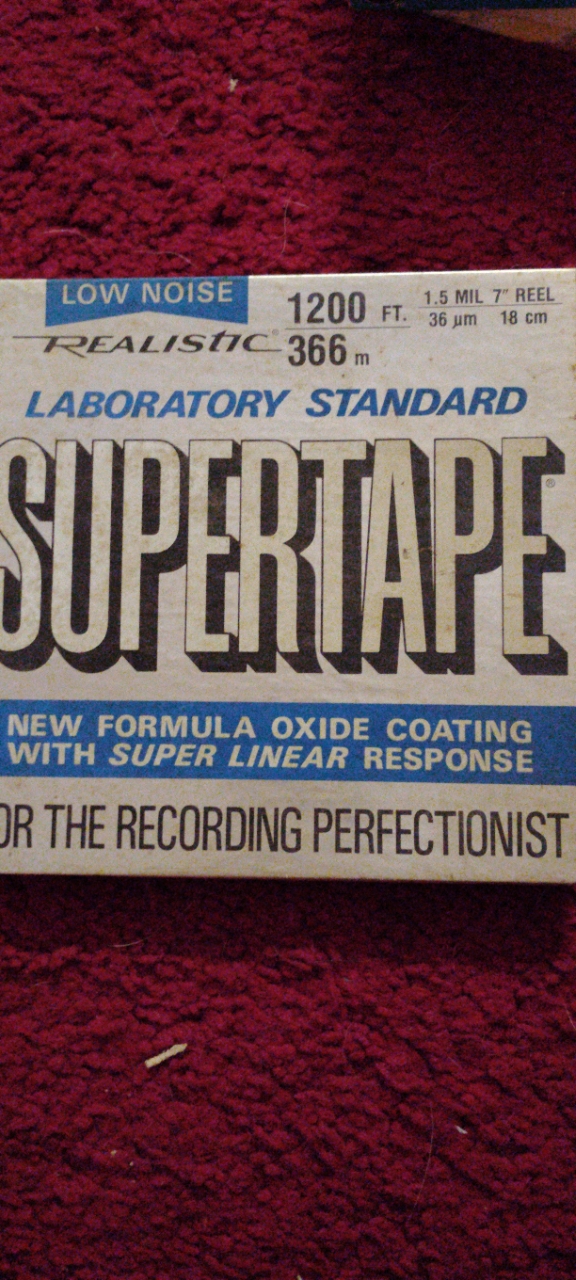 LOW NOISE
REALISTIC®
1200 FT.
366 m
1.5 MIL 7" REEL
36 µm 18 cm
LABORATORY STANDARD
SUPERTAPE®
NEW FORMULA OXIDE COATING
WITH SUPER LINEAR RESPONSE
OR THE RECORDING PERFECTIONIST